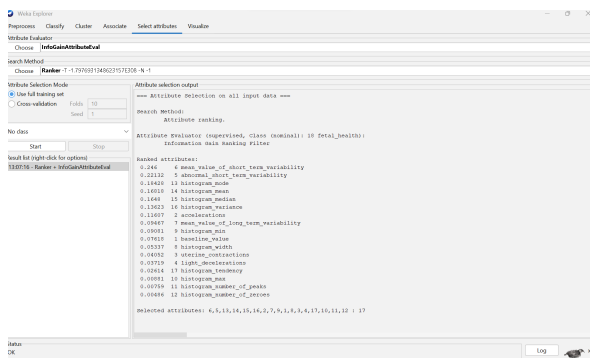 Weka Explorer
Preprocess Classify Cluster Associate Select attributes Visualize
Attribute Evaluator
Choose InfoGainAttributeEval
Search Method
Choose Ranker -T -1.7976931348623157E308 -N -1
Attribute Selection Mode
Use full training set
Cross-validation Folds 10
Seed 1
No class
Start Stop
Result list (right-click for options)
13:07:16 - Ranker + InfoGainAttributeEval
Attribute selection output
=== Attribute Selection on all input data ===
Search Method:
Attribute ranking.
Attribute Evaluator (supervised, Class (nominal): 18 fetal_health):
Information Gain Ranking Filter
Ranked attributes:
0.246 6 mean_value_of_short_term_variability
0.22132 5 abnormal_short_term_variability
0.18428 13 histogram_mode
0.16818 14 histogram_mean
0.1648 15 histogram_median
0.13623 16 histogram_variance
0.11607 2 accelerations
0.09467 7 mean_value_of_long_term_variability
0.09081 9 histogram_min
0.07618 1 baseline_value
0.05337 8 histogram_width
0.04082 3 uterine_contractions
0.03719 4 light_decelerations
0.02614 17 histogram_tendency
0.00881 10 histogram_max
0.00759 11 histogram_number_of_peaks
0.00486 12 histogram_number_of_zeroes
Selected attributes: 6,5,13,14,15,16,2,7,9,1,8,3,4,17,10,11,12 : 17
Status
OK
Log